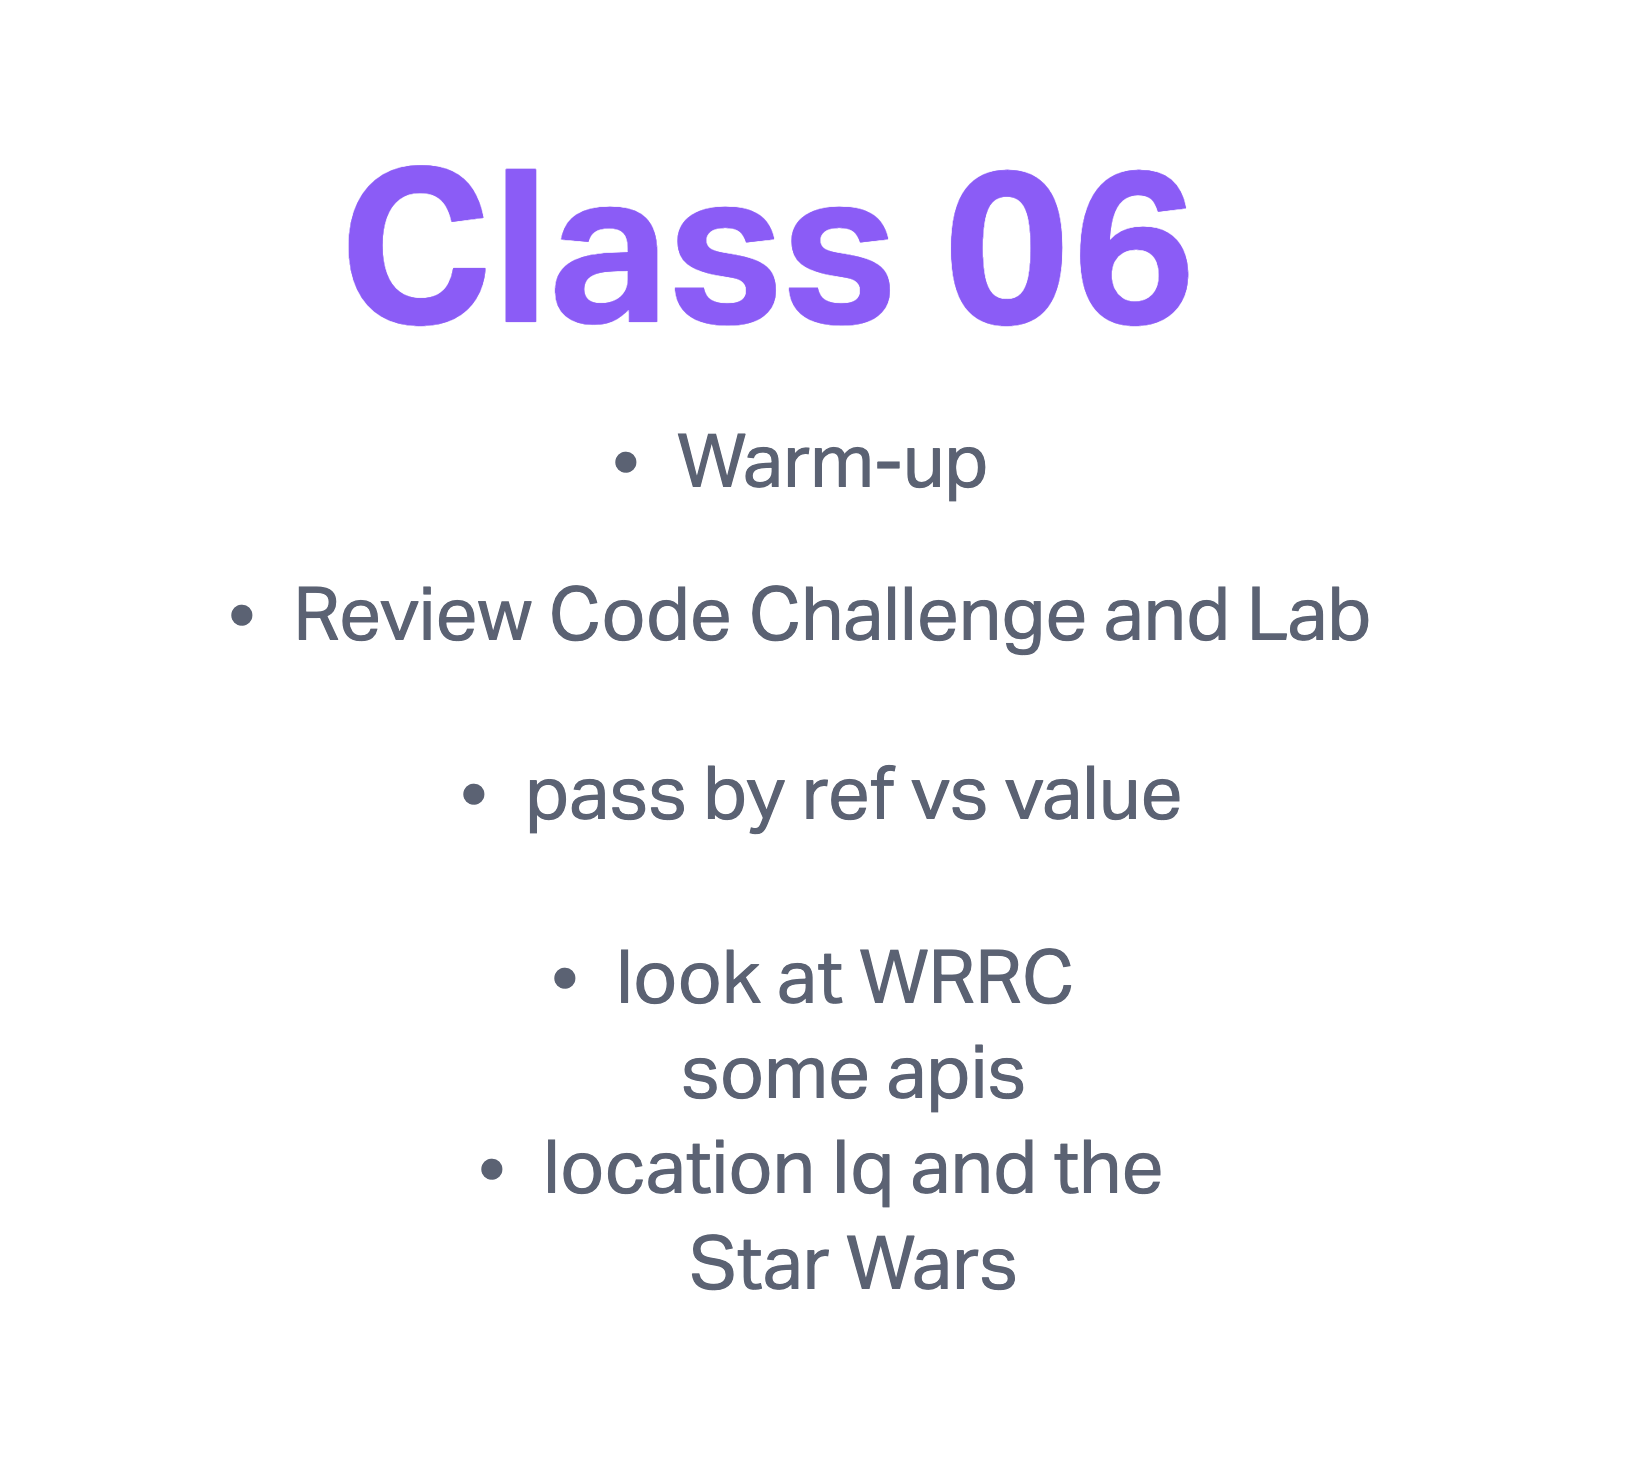 Class 06
• Warm-up
• Review Code Challenge and Lab
• pass by ref vs value
• look at WRRC
some apis
• location Iq and the
Star Wars